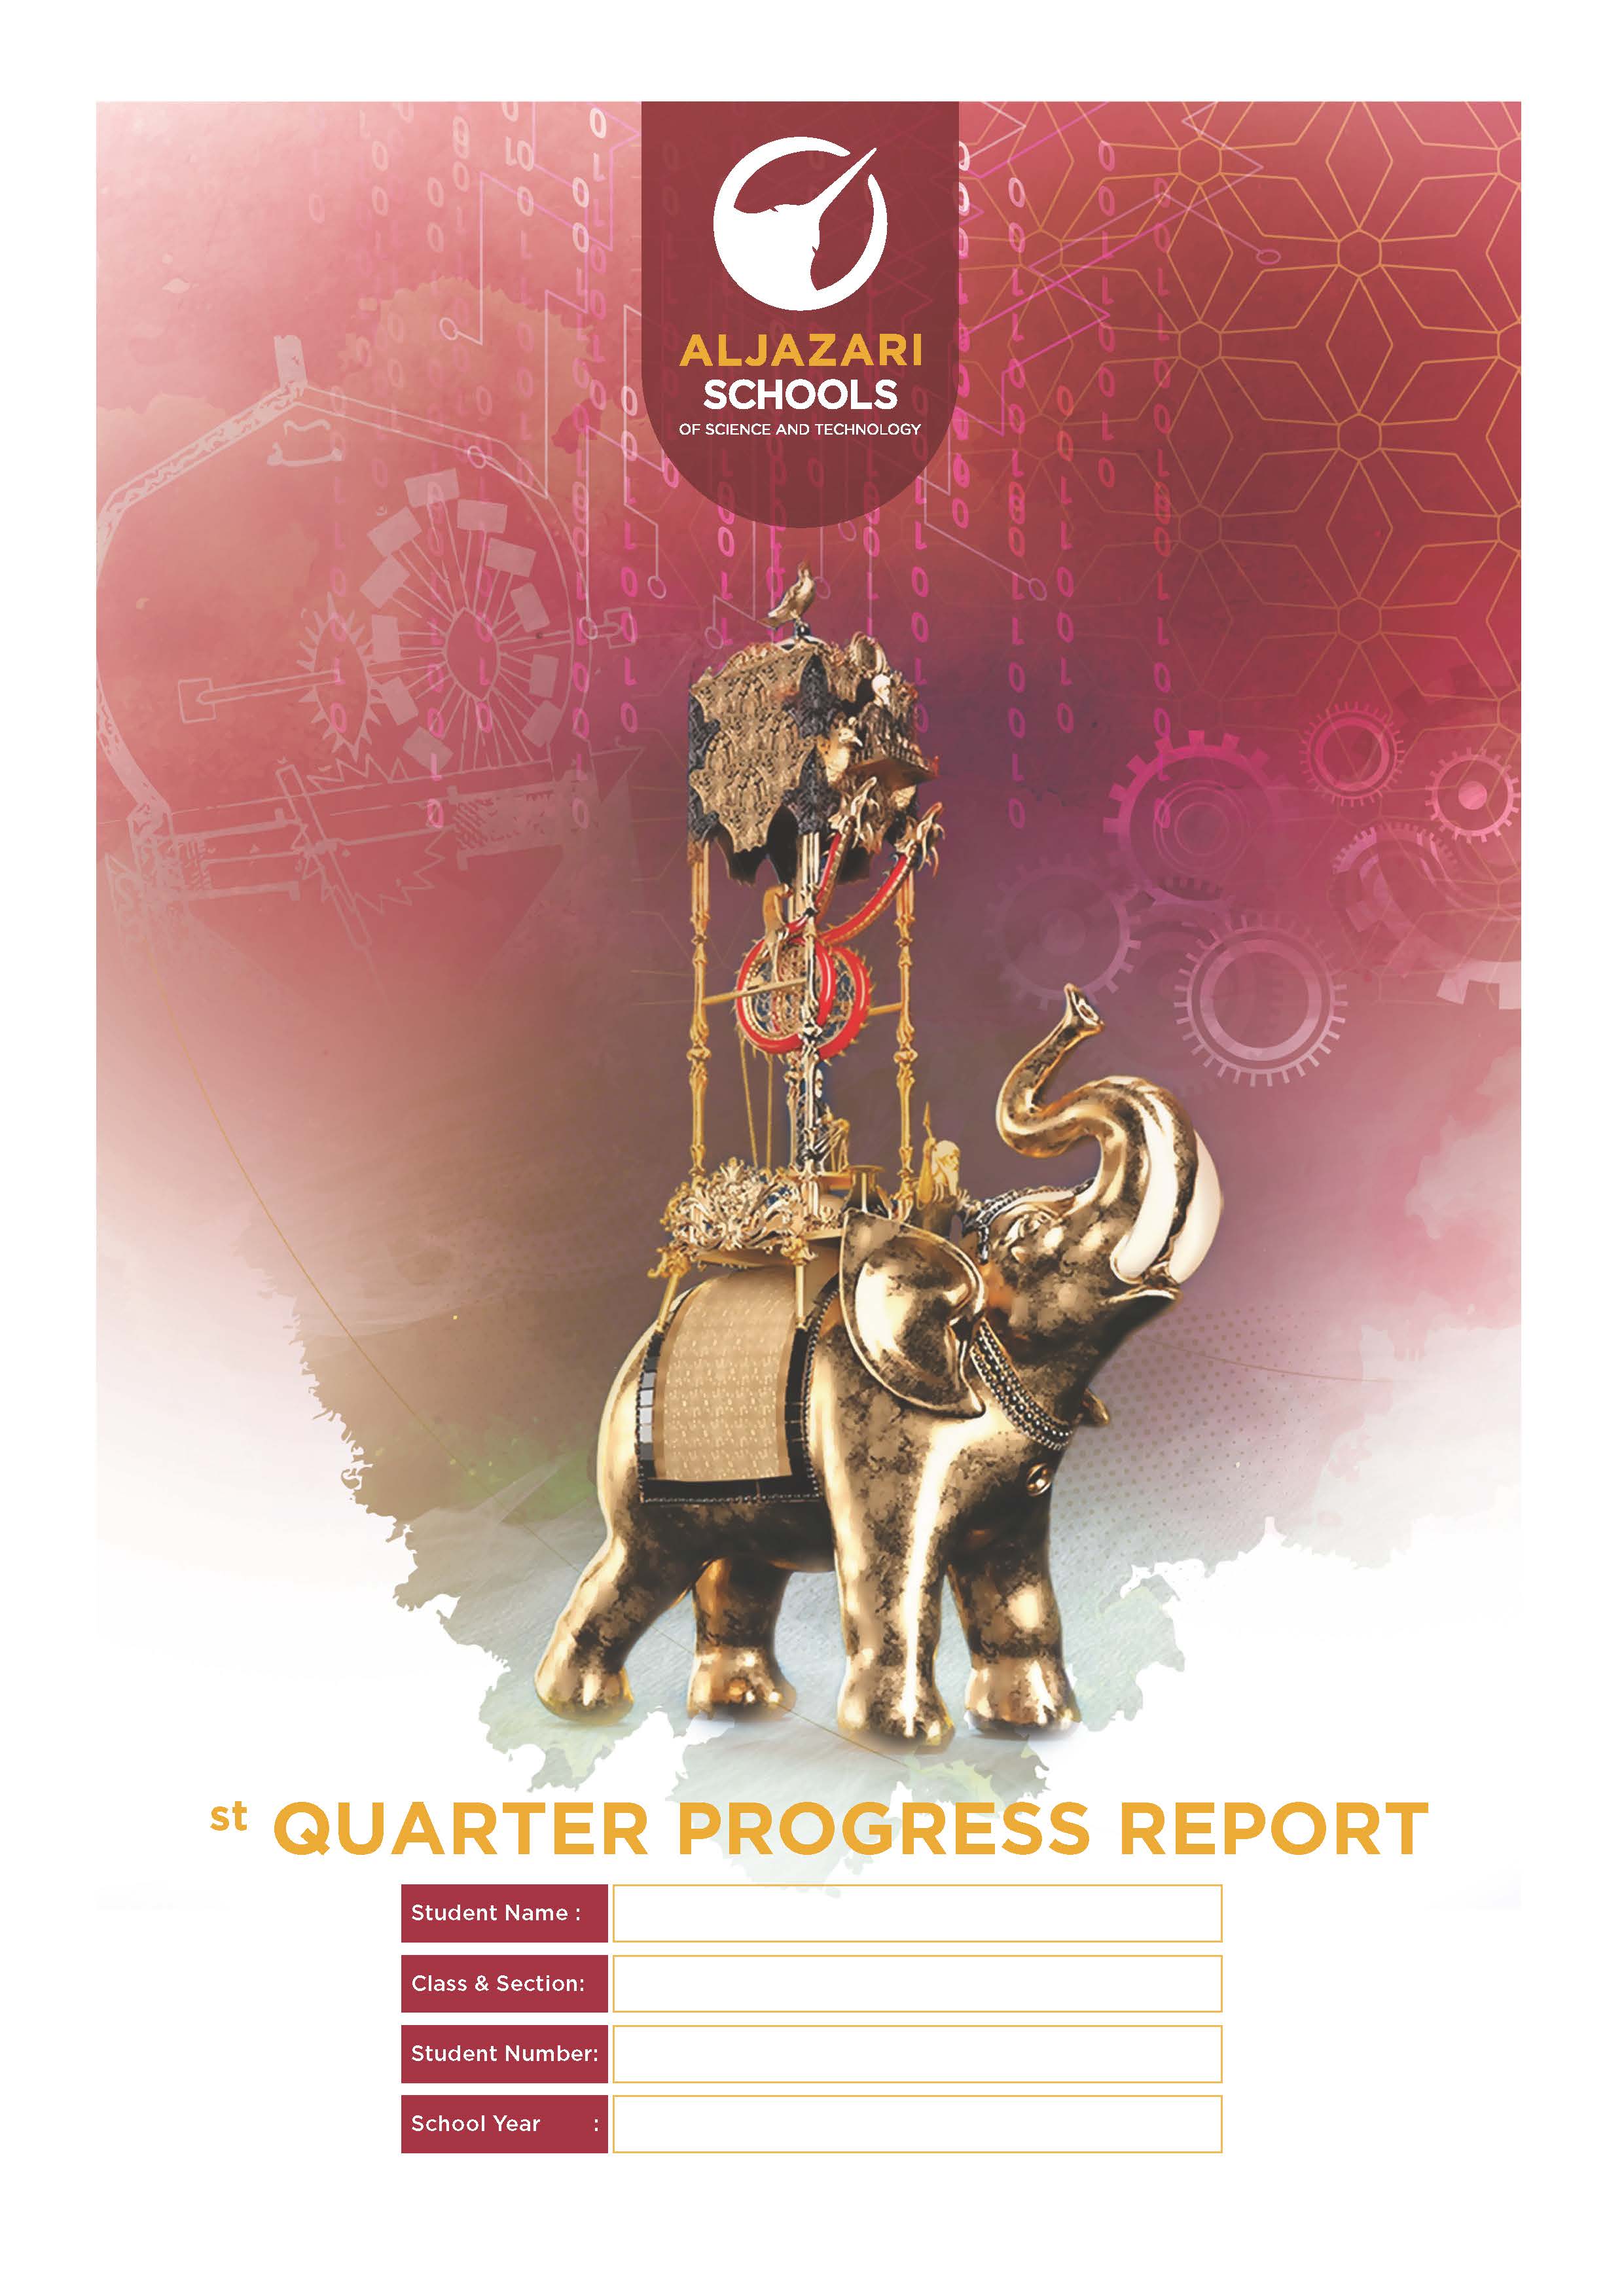 ALJAZARI
SCHOOLS
OF SCIENCE AND TECHNOLOGY
st QUARTER PROGRESS REPORT
Student Name :
Class & Section:
Student Number:
School Year :